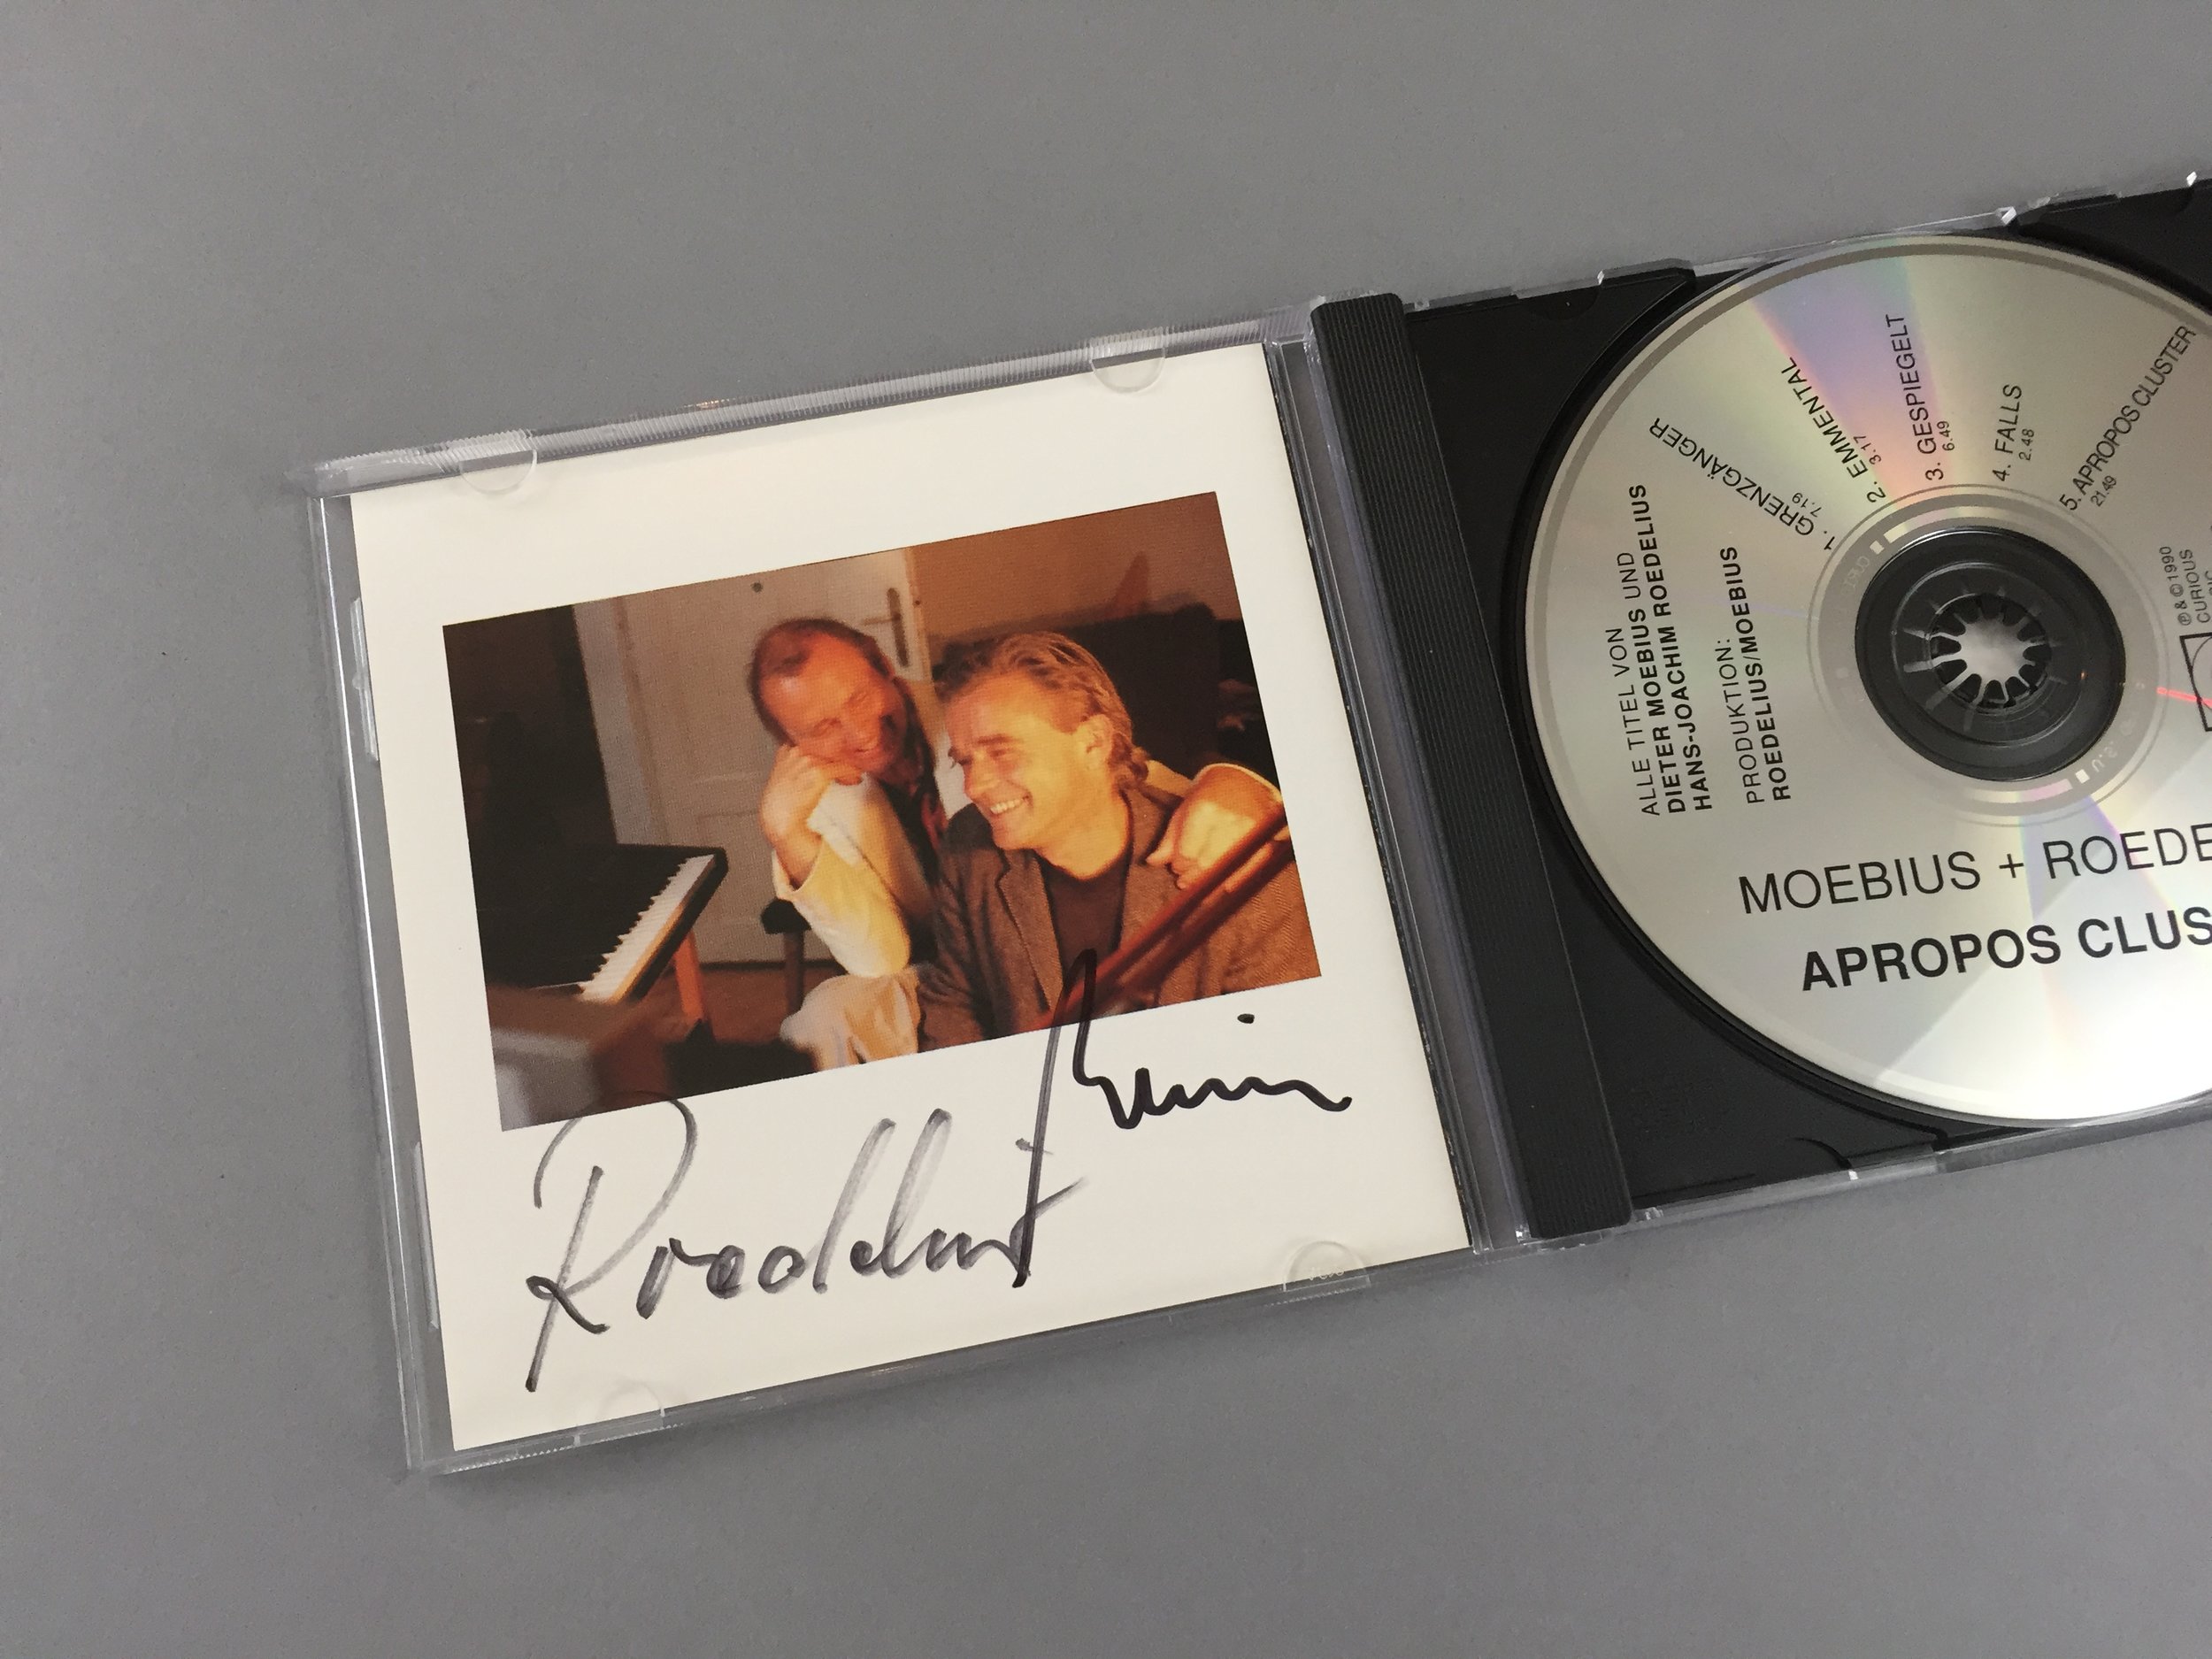 Roedelius
1. GRENZGÄNGER
7.19
2. EMMENTAL
3.17
3. GESPIEGELT
6.49
4. FALLS
2.48
5. APROPOS CLUSTER
21.49
ALLE TITEL VON
DIETER MOEBIUS UND
HANS-JOACHIM ROEDELIUS
PRODUKTION:
ROEDELIUS/MOEBIUS
℗ & © 1990
CURIOUS
MOEBIUS + ROEDE
APROPOS CLUS